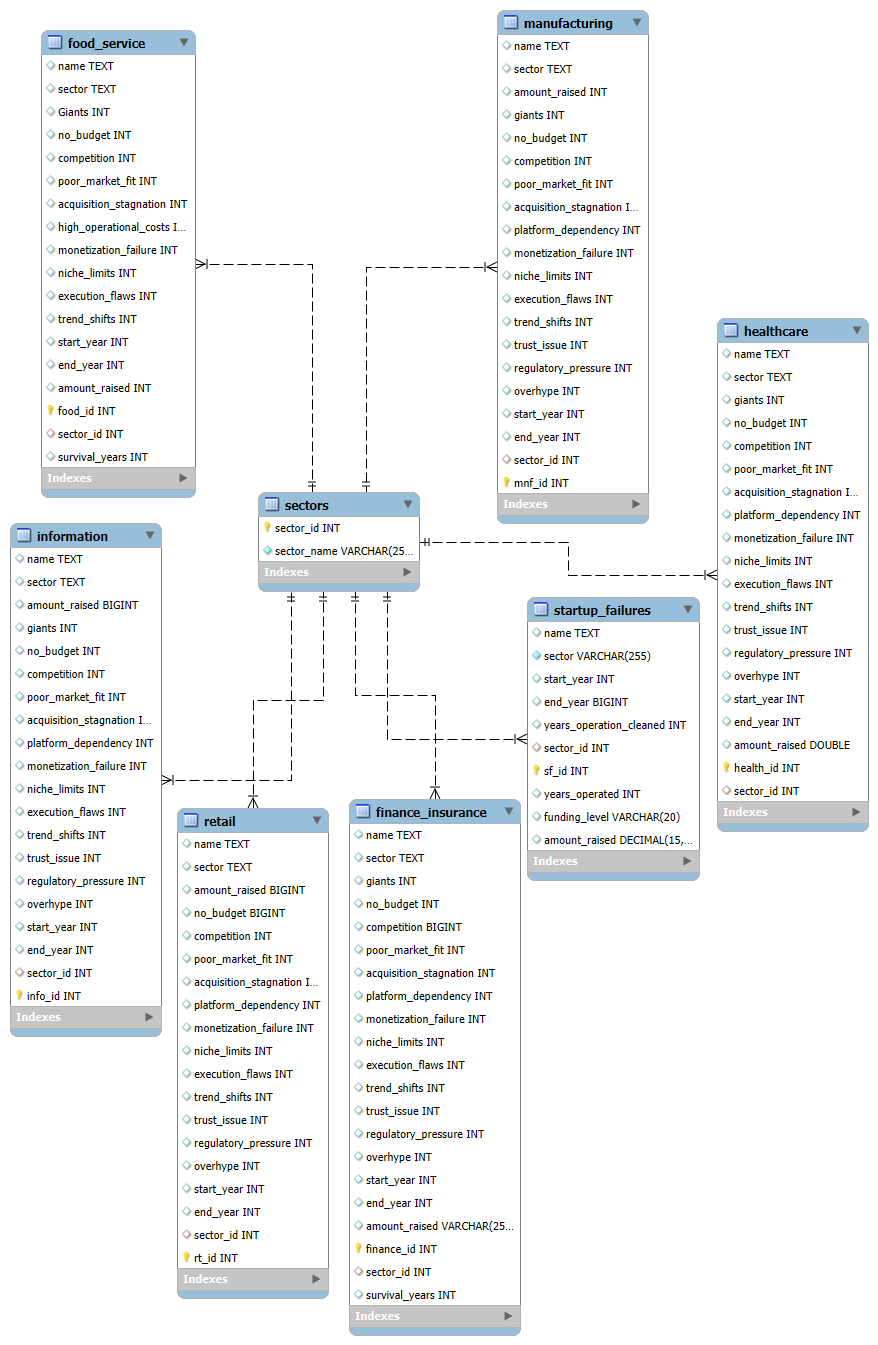 food_service
name TEXT
sector TEXT
Giants INT
no_budget INT
competition INT
poor_market_fit INT
acquisition_stagnation INT
high_operational_costs I...
monetization_failure INT
niche_limits INT
execution_flaws INT
trend_shifts INT
start_year INT
end_year INT
amount_raised INT
food_id INT
sector_id INT
survival_years INT
Indexes
manufacturing
name TEXT
sector TEXT
amount_raised INT
giants INT
no_budget INT
competition INT
poor_market_fit INT
acquisition_stagnation I...
platform_dependency INT
monetization_failure INT
niche_limits INT
execution_flaws INT
trend_shifts INT
trust_issue INT
regulatory_pressure INT
overhype INT
start_year INT
end_year INT
sector_id INT
mnf_id INT
Indexes
healthcare
name TEXT
sector TEXT
giants INT
no_budget INT
competition INT
poor_market_fit INT
acquisition_stagnation I...
platform_dependency INT
monetization_failure INT
niche_limits INT
execution_flaws INT
trend_shifts INT
trust_issue INT
regulatory_pressure INT
overhype INT
start_year INT
end_year INT
amount_raised DOUBLE
health_id INT
sector_id INT
Indexes
sectors
sector_id INT
sector_name VARCHAR(25...
Indexes
information
name TEXT
sector TEXT
amount_raised BIGINT
giants INT
no_budget INT
competition INT
poor_market_fit INT
acquisition_stagnation I...
platform_dependency INT
monetization_failure INT
niche_limits INT
execution_flaws INT
trend_shifts INT
trust_issue INT
regulatory_pressure INT
overhype INT
start_year INT
end_year INT
sector_id INT
info_id INT
Indexes
startup_failures
name TEXT
sector VARCHAR(255)
start_year INT
end_year BIGINT
years_operation_cleaned INT
sector_id INT
sf_id INT
years_operated INT
funding_level VARCHAR(20)
amount_raised DECIMAL(15,...
Indexes
retail
name TEXT
sector TEXT
amount_raised BIGINT
no_budget BIGINT
competition INT
poor_market_fit INT
acquisition_stagnation I...
platform_dependency INT
monetization_failure INT
niche_limits INT
execution_flaws INT
trend_shifts INT
trust_issue INT
regulatory_pressure INT
overhype INT
start_year INT
end_year INT
sector_id INT
rt_id INT
Indexes
finance_insurance
name TEXT
sector TEXT
giants INT
no_budget INT
competition BIGINT
poor_market_fit INT
acquisition_stagnation INT
platform_dependency INT
monetization_failure INT
niche_limits INT
execution_flaws INT
trend_shifts INT
trust_issue INT
regulatory_pressure INT
overhype INT
start_year INT
end_year INT
amount_raised VARCHAR(25...
finance_id INT
sector_id INT
survival_years INT
Indexes